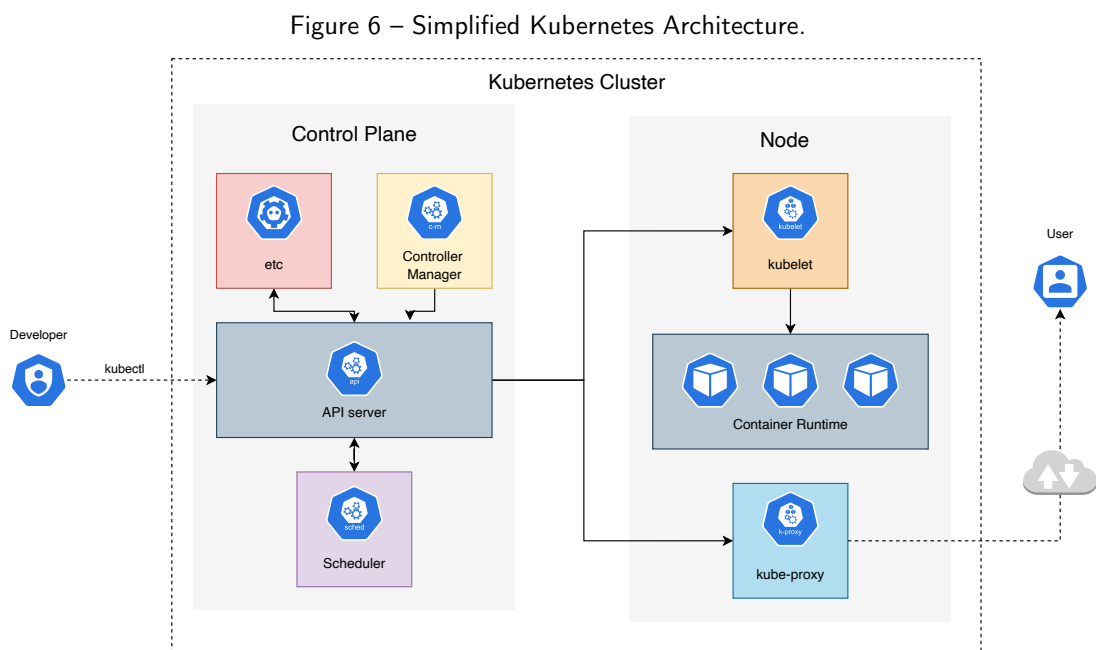 Figure 6 – Simplified Kubernetes Architecture.
Kubernetes Cluster
Control Plane
Node
etc
c-m
Controller
Manager
kubelet
kubelet
User
Developer
kubectl
api
API server
Container Runtime
sched
Scheduler
k-proxy
kube-proxy